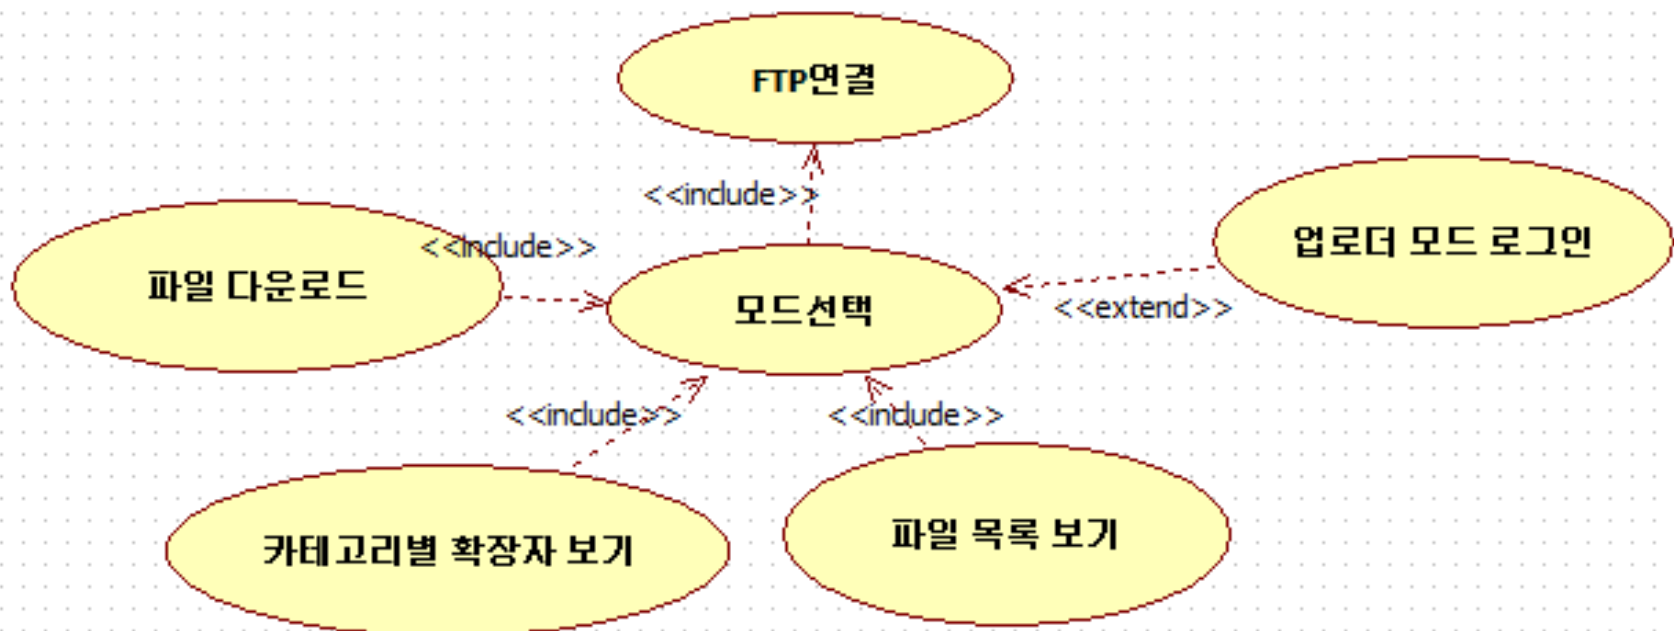 FTP연결
<<include>>
업로더 모드 로그인
<<include>>
파일 다운로드
모드선택
<<extend>>
<<include>>
<<include>>
카테고리별 확장자 보기
파일 목록 보기